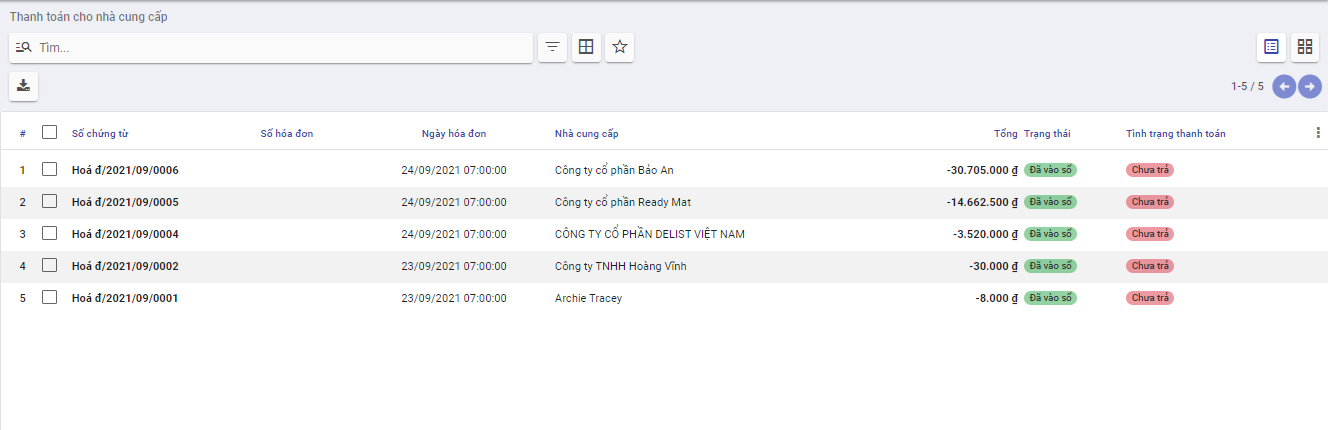 Thanh toán cho nhà cung cấp
Tìm...
1-5 / 5
# Số chứng từ Số hóa đơn Ngày hóa đơn Nhà cung cấp Tổng Trạng thái Tình trạng thanh toán
1 Hoá đ/2021/09/0006 24/09/2021 07:00:00 Công ty cổ phần Bảo An -30.705.000 ₫ Đã vào sổ Chưa trả
2 Hoá đ/2021/09/0005 24/09/2021 07:00:00 Công ty cổ phần Ready Mat -14.662.500 ₫ Đã vào sổ Chưa trả
3 Hoá đ/2021/09/0004 24/09/2021 07:00:00 CÔNG TY CỔ PHẦN DELIST VIỆT NAM -3.520.000 ₫ Đã vào sổ Chưa trả
4 Hoá đ/2021/09/0002 23/09/2021 07:00:00 Công ty TNHH Hoàng Vĩnh -30.000 ₫ Đã vào sổ Chưa trả
5 Hoá đ/2021/09/0001 23/09/2021 07:00:00 Archie Tracey -8.000 ₫ Đã vào sổ Chưa trả